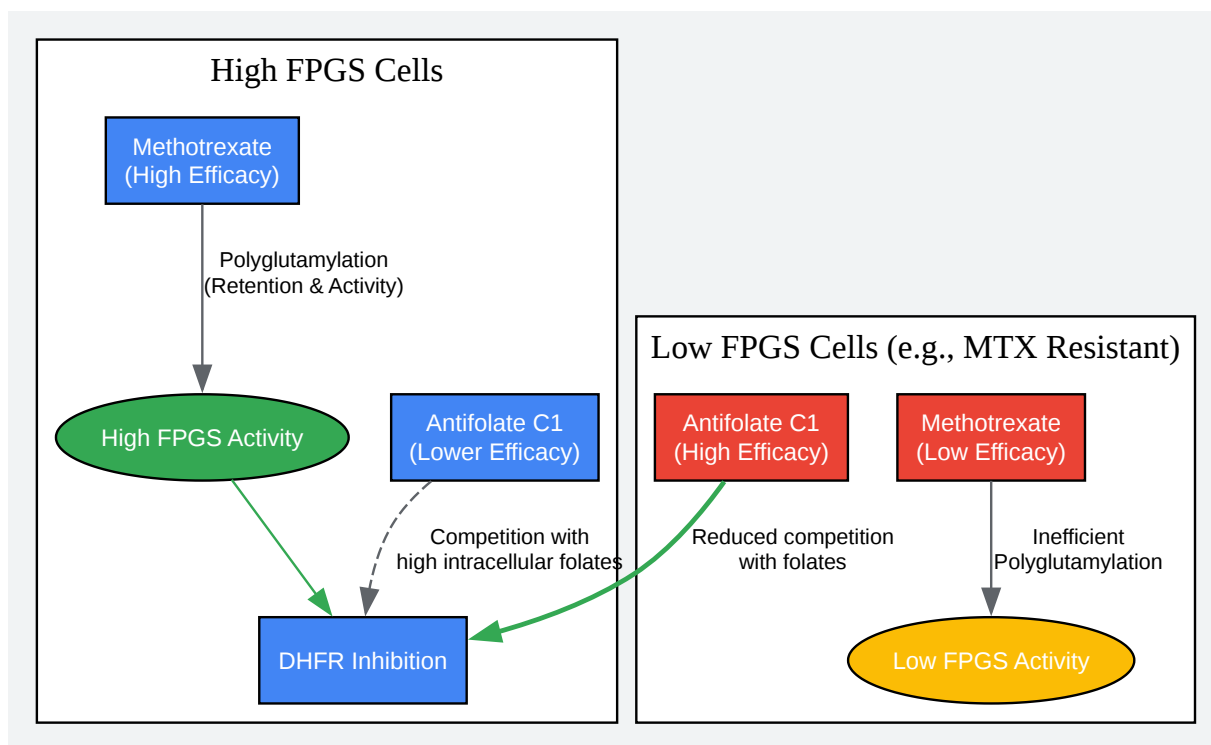 High FPGS Cells
Methotrexate
(High Efficacy)
Polyglutamylation
(Retention & Activity)
High FPGS Activity
Antifolate C1
(Lower Efficacy)
Competition with
high intracellular folates
DHFR Inhibition
Low FPGS Cells (e.g., MTX Resistant)
Antifolate C1
(High Efficacy)
Methotrexate
(Low Efficacy)
Reduced competition
with folates
Inefficient
Polyglutamylation
Low FPGS Activity